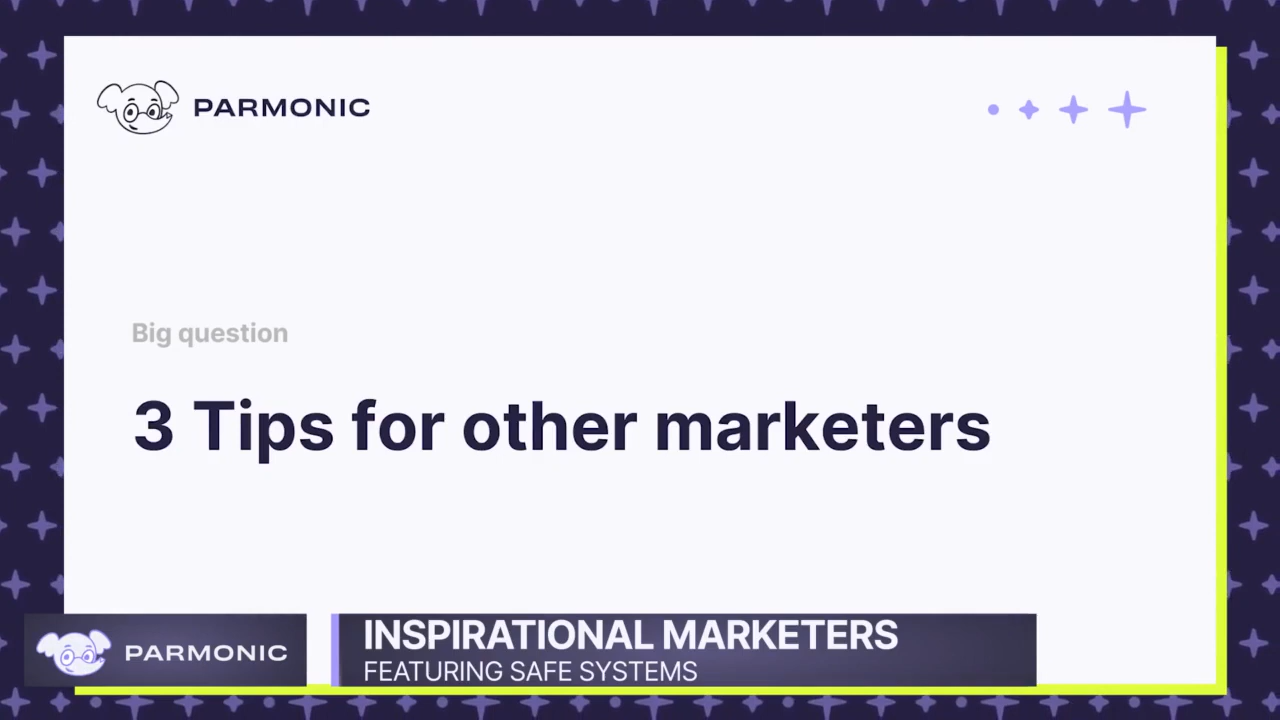 PARMONIC
Big question
3 Tips for other marketers
PARMONIC
INSPIRATIONAL MARKETERS
FEATURING SAFE SYSTEMS